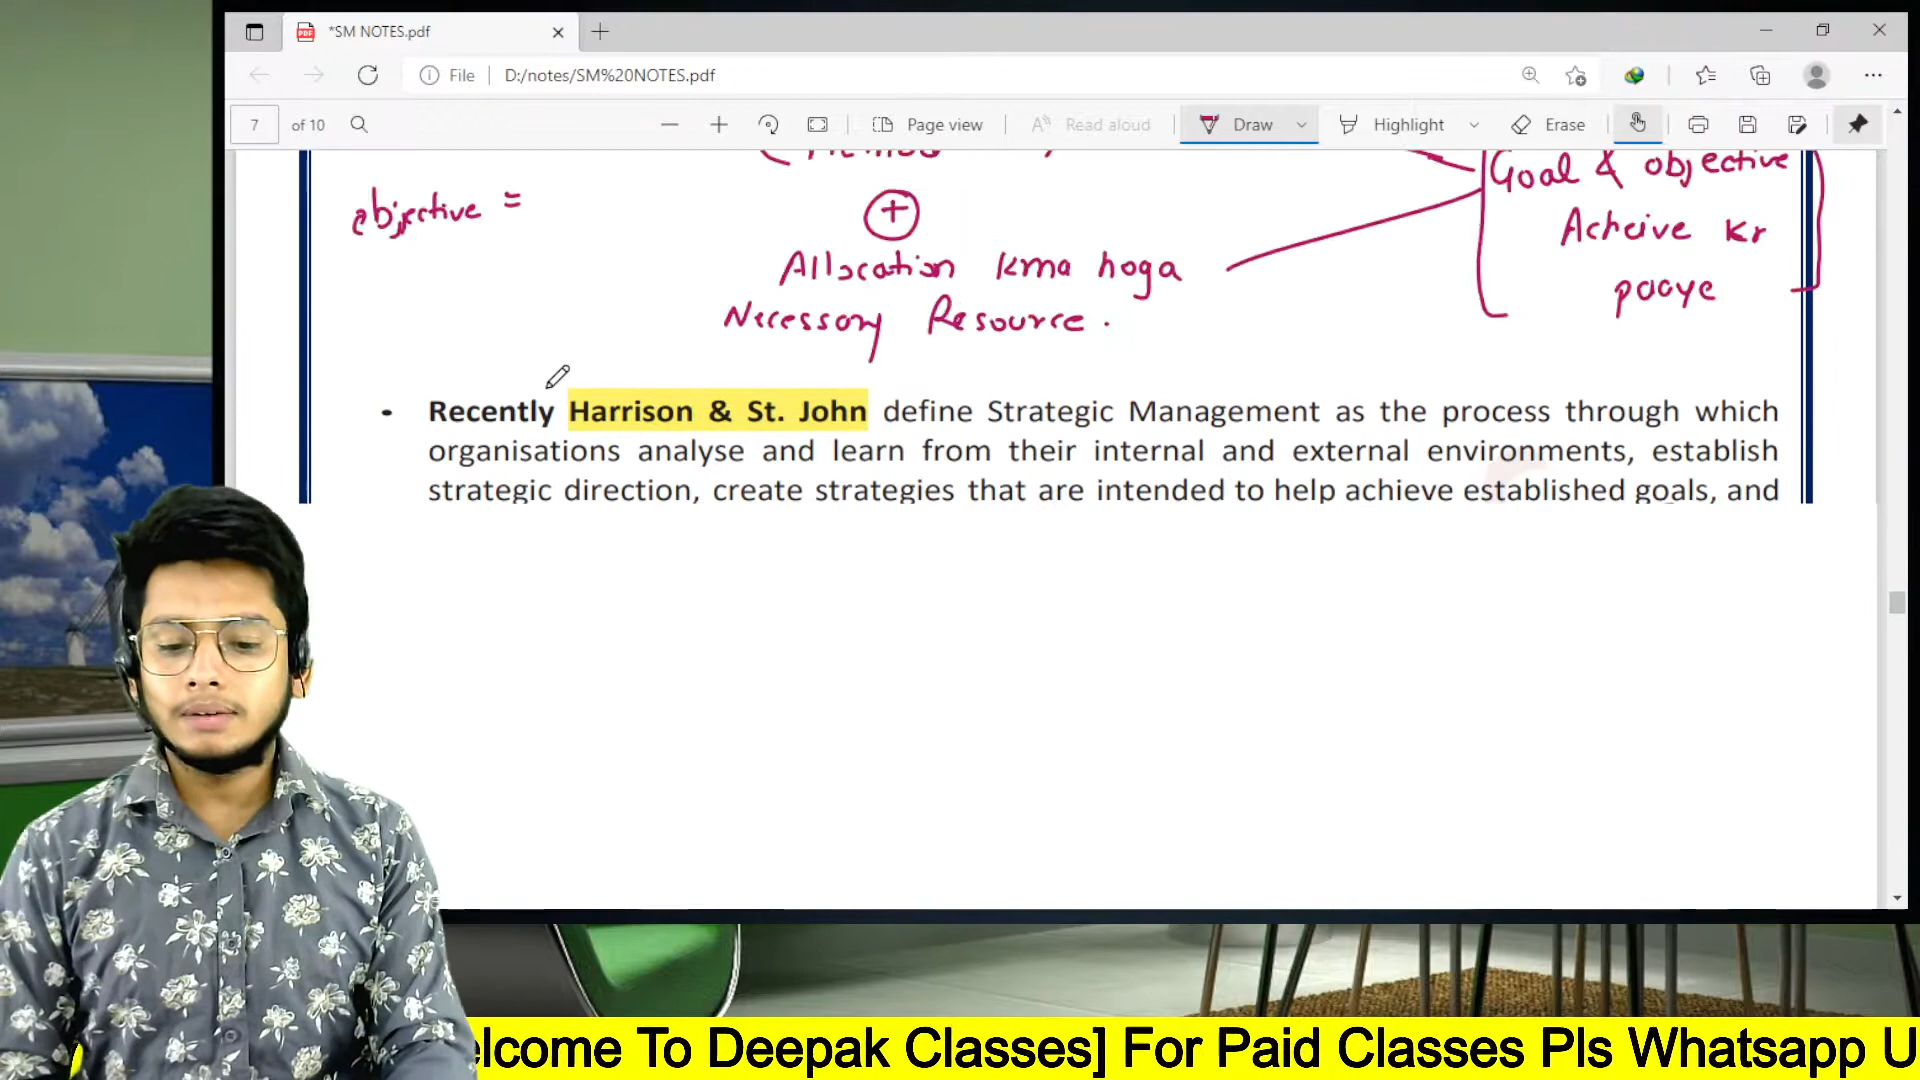 *SM NOTES.pdf
File D:/notes/SM%20NOTES.pdf
7 of 10 Page view Read aloud Draw Highlight Erase
Goal & objective
objective =
+
Acheive Kr
Allocation krna hoga
paaye
Necessory Resource.
• Recently Harrison & St. John define Strategic Management as the process through which
organisations analyse and learn from their internal and external environments, establish
strategic direction, create strategies that are intended to help achieve established goals, and
elcome To Deepak Classes] For Paid Classes Pls Whatsapp U